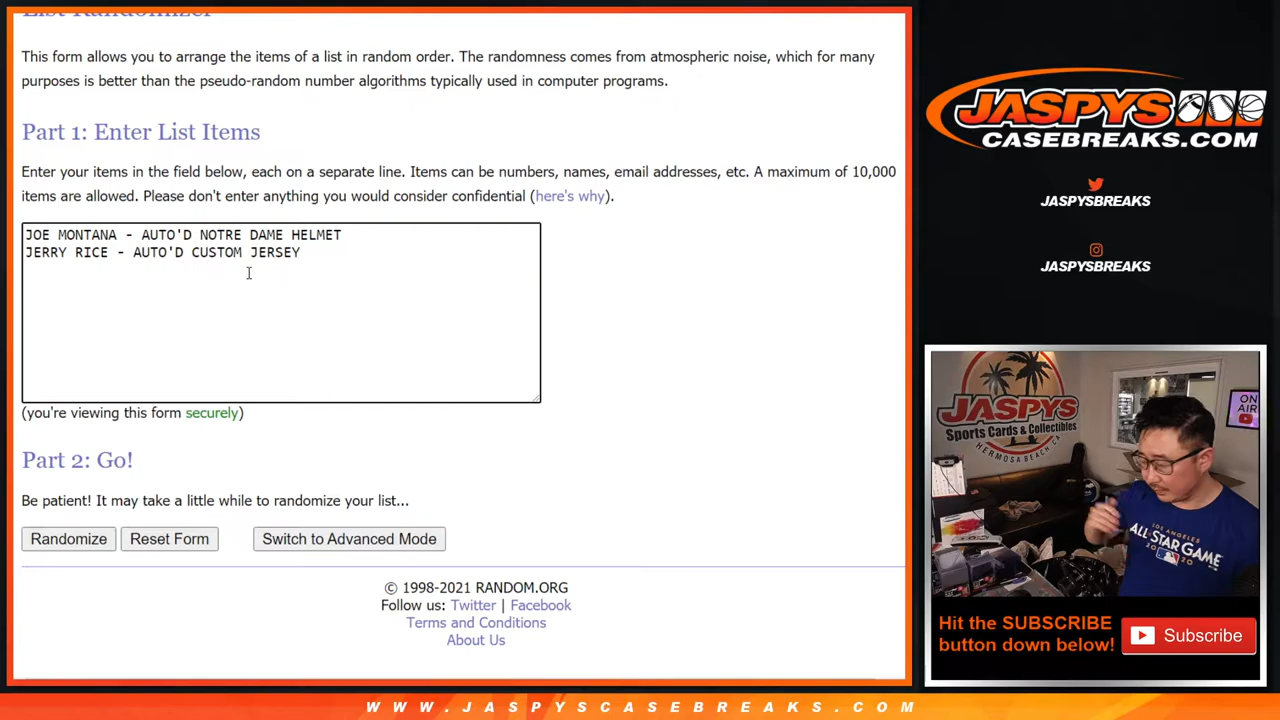 List Randomizer
This form allows you to arrange the items of a list in random order. The randomness comes from atmospheric noise, which for many
purposes is better than the pseudo-random number algorithms typically used in computer programs.
Part 1: Enter List Items
Enter your items in the field below, each on a separate line. Items can be numbers, names, email addresses, etc. A maximum of 10,000
items are allowed. Please don't enter anything you would consider confidential (here's why).
JOE MONTANA - AUTO'D NOTRE DAME HELMET
JERRY RICE - AUTO'D CUSTOM JERSEY
(you're viewing this form securely)
Part 2: Go!
Be patient! It may take a little while to randomize your list...
Randomize Reset Form Switch to Advanced Mode
© 1998-2021 RANDOM.ORG
Follow us: Twitter | Facebook
Terms and Conditions
About Us
JASPYS
CASEBREAKS.COM
JASPYSBREAKS
JASPYSBREAKS
JASPYS
Sports Cards & Collectibles
HERMOSA BEACH CA
ON
AIR
LOS ANGELES
ALL-STAR GAME
2020
Hit the SUBSCRIBE
button down below!
Subscribe
WWW.JASPYSCASEBREAKS.COM